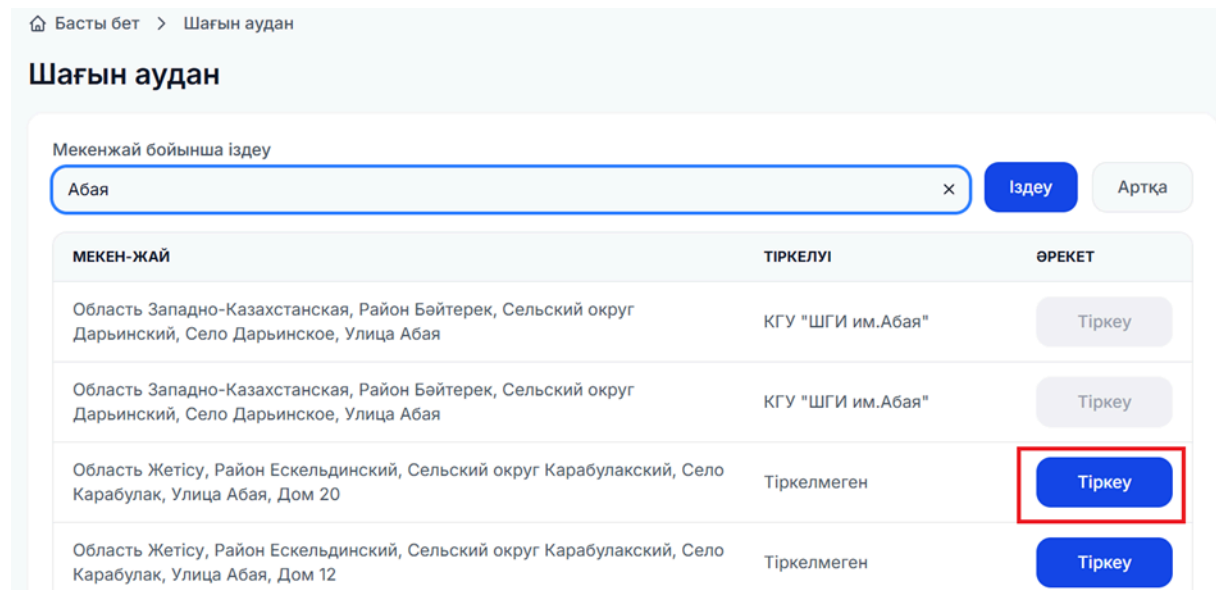 Басты бет > Шағын аудан
Шағын аудан
Мекенжай бойынша іздеу
Абая × Іздеу Артқа
МЕКЕН-ЖАЙ ТІРКЕЛУІ ӘРЕКЕТ
Область Западно-Казахстанская, Район Бәйтерек, Сельский округ
Дарьинский, Село Дарьинское, Улица Абая
КГУ "ШГИ им.Абая" Тіркеу
Область Западно-Казахстанская, Район Бәйтерек, Сельский округ
Дарьинский, Село Дарьинское, Улица Абая
КГУ "ШГИ им.Абая" Тіркеу
Область Жетісу, Район Ескельдинский, Сельский округ Карабулакский, Село
Карабулак, Улица Абая, Дом 20
Тіркелмеген Тіркеу
Область Жетісу, Район Ескельдинский, Сельский округ Карабулакский, Село
Карабулак, Улица Абая, Дом 12
Тіркелмеген Тіркеу